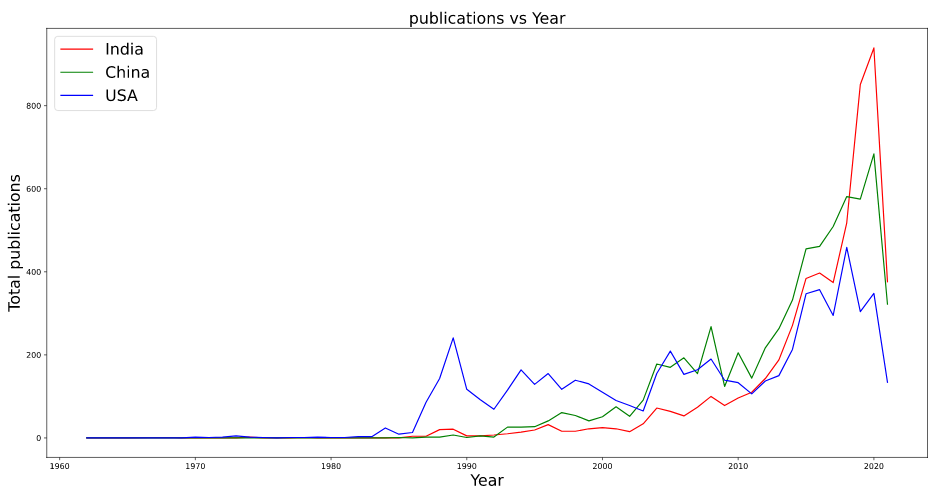 publications vs Year
India
China
USA
Total publications
800
600
400
200
0
1960 1970 1980 1990 2000 2010 2020
Year